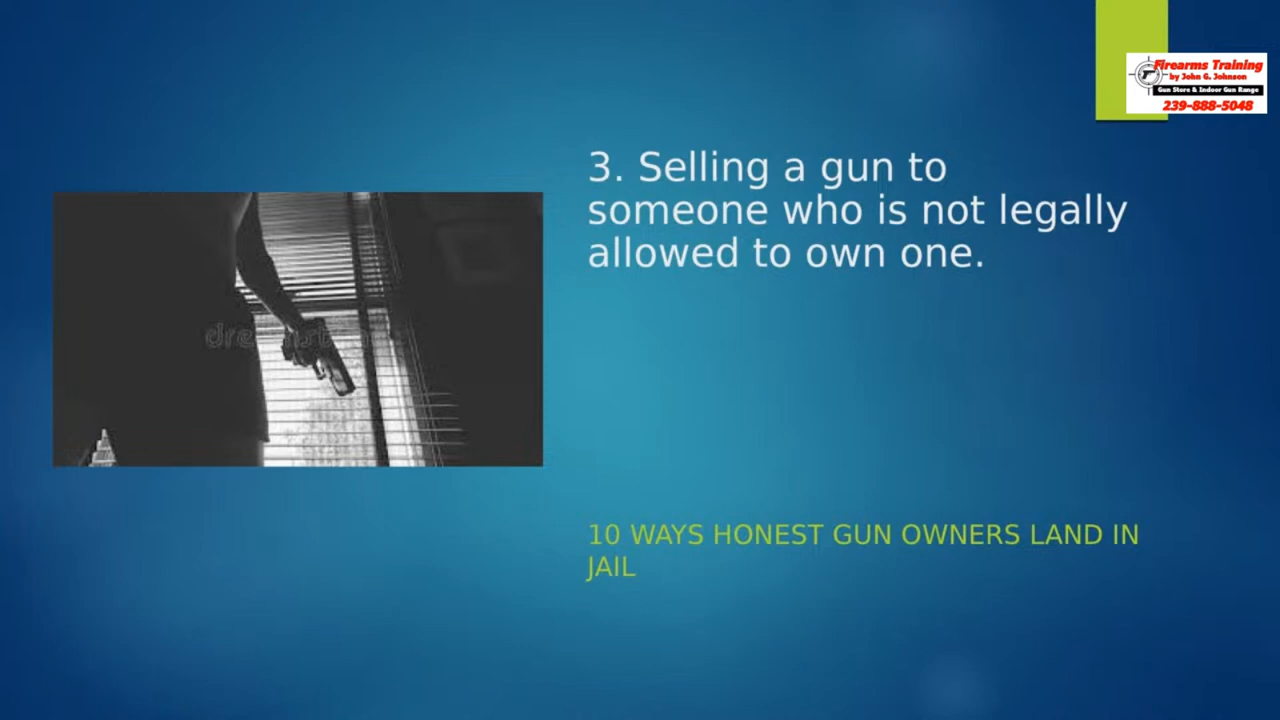 Firearms Training
by John G. Johnson
Gun Store & Indoor Gun Range
239-888-5048
3. Selling a gun to
someone who is not legally
allowed to own one.
10 WAYS HONEST GUN OWNERS LAND IN
JAIL